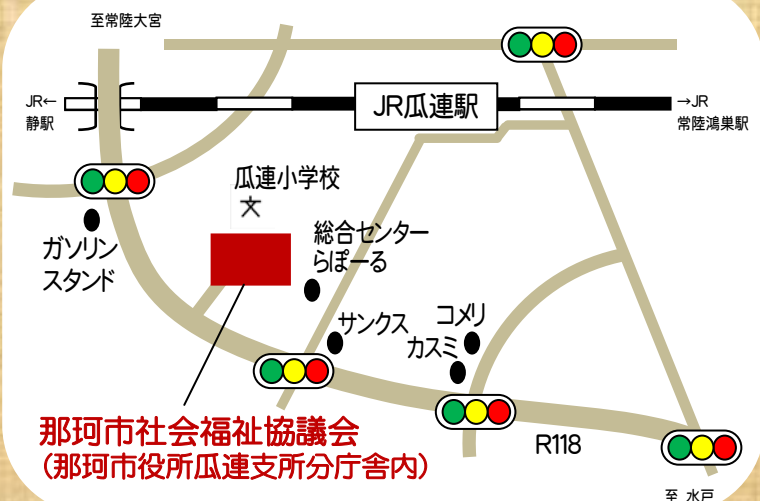 至常陸大宮
JR←
静駅
JR瓜連駅
→JR
常陸鴻巣駅
瓜連小学校
文
ガソリン
スタンド
総合センター
らぽーる
サンクス
コメリ
カスミ
那珂市社会福祉協議会
（那珂市役所瓜連支所分庁舎内）
R118
至 水戸